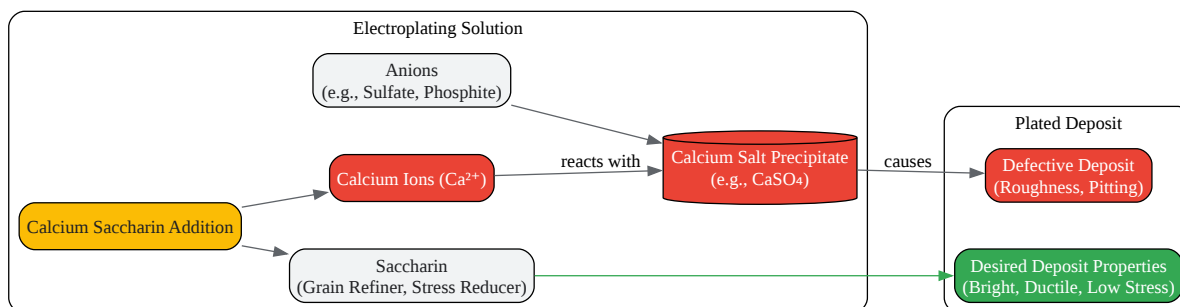 Electroplating Solution
Anions
(e.g., Sulfate, Phosphite)
Plated Deposit
reacts with
Calcium Salt Precipitate
(e.g., CaSO₄)
causes
Defective Deposit
(Roughness, Pitting)
Calcium Ions (Ca²⁺)
Calcium Saccharin Addition
Saccharin
(Grain Refiner, Stress Reducer)
Desired Deposit Properties
(Bright, Ductile, Low Stress)